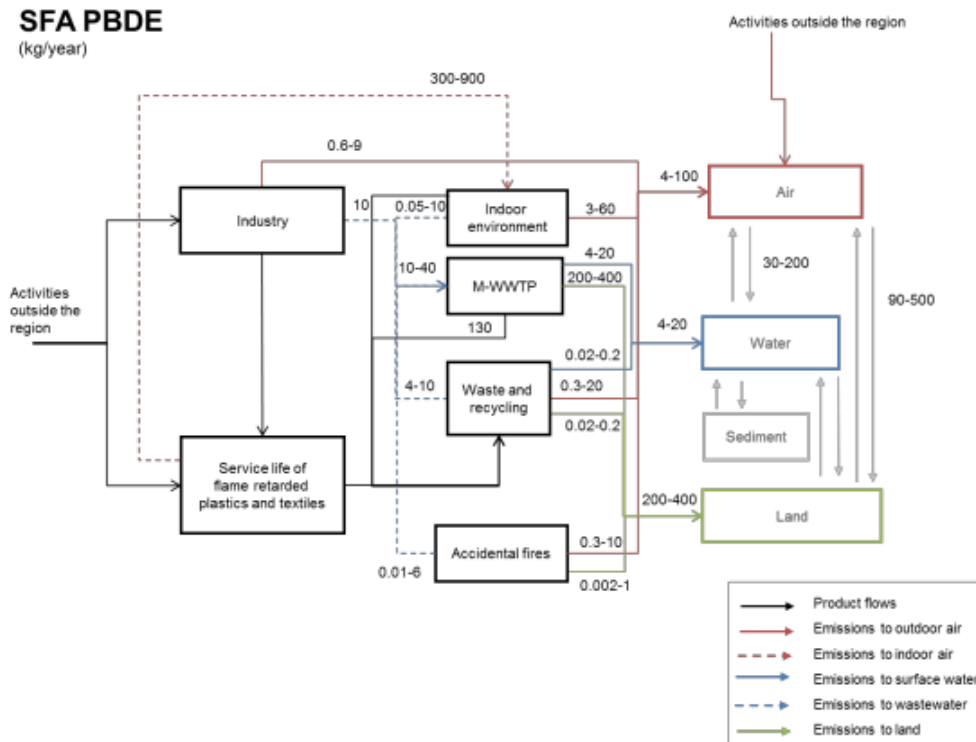 SFA PBDE
(kg/year)
Activities outside the region
300-900
0.6-9
4-100
Air
Industry
10
0.05-10
Indoor
environment
3-60
4-20
30-200
10-40
M-WWTP
200-400
90-500
Activities
outside the
region
130
4-20
Water
0.02-0.2
4-10
Waste and
recycling
0.3-20
0.02-0.2
Sediment
Service life of
flame retarded
plastics and textiles
200-400
Land
0.01-6
Accidental fires
0.3-10
0.002-1
Product flows
Emissions to outdoor air
Emissions to indoor air
Emissions to surface water
Emissions to wastewater
Emissions to land